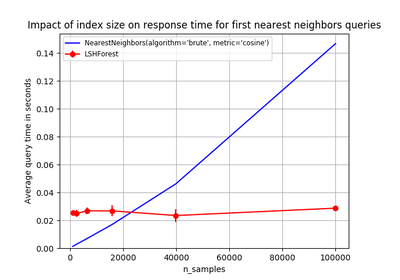 Impact of index size on response time for first nearest neighbors queries
NearestNeighbors(algorithm='brute', metric='cosine')
LSHForest
Average query time in seconds
0.14
0.12
0.10
0.08
0.06
0.04
0.02
0.00
0 20000 40000 60000 80000 100000
n_samples